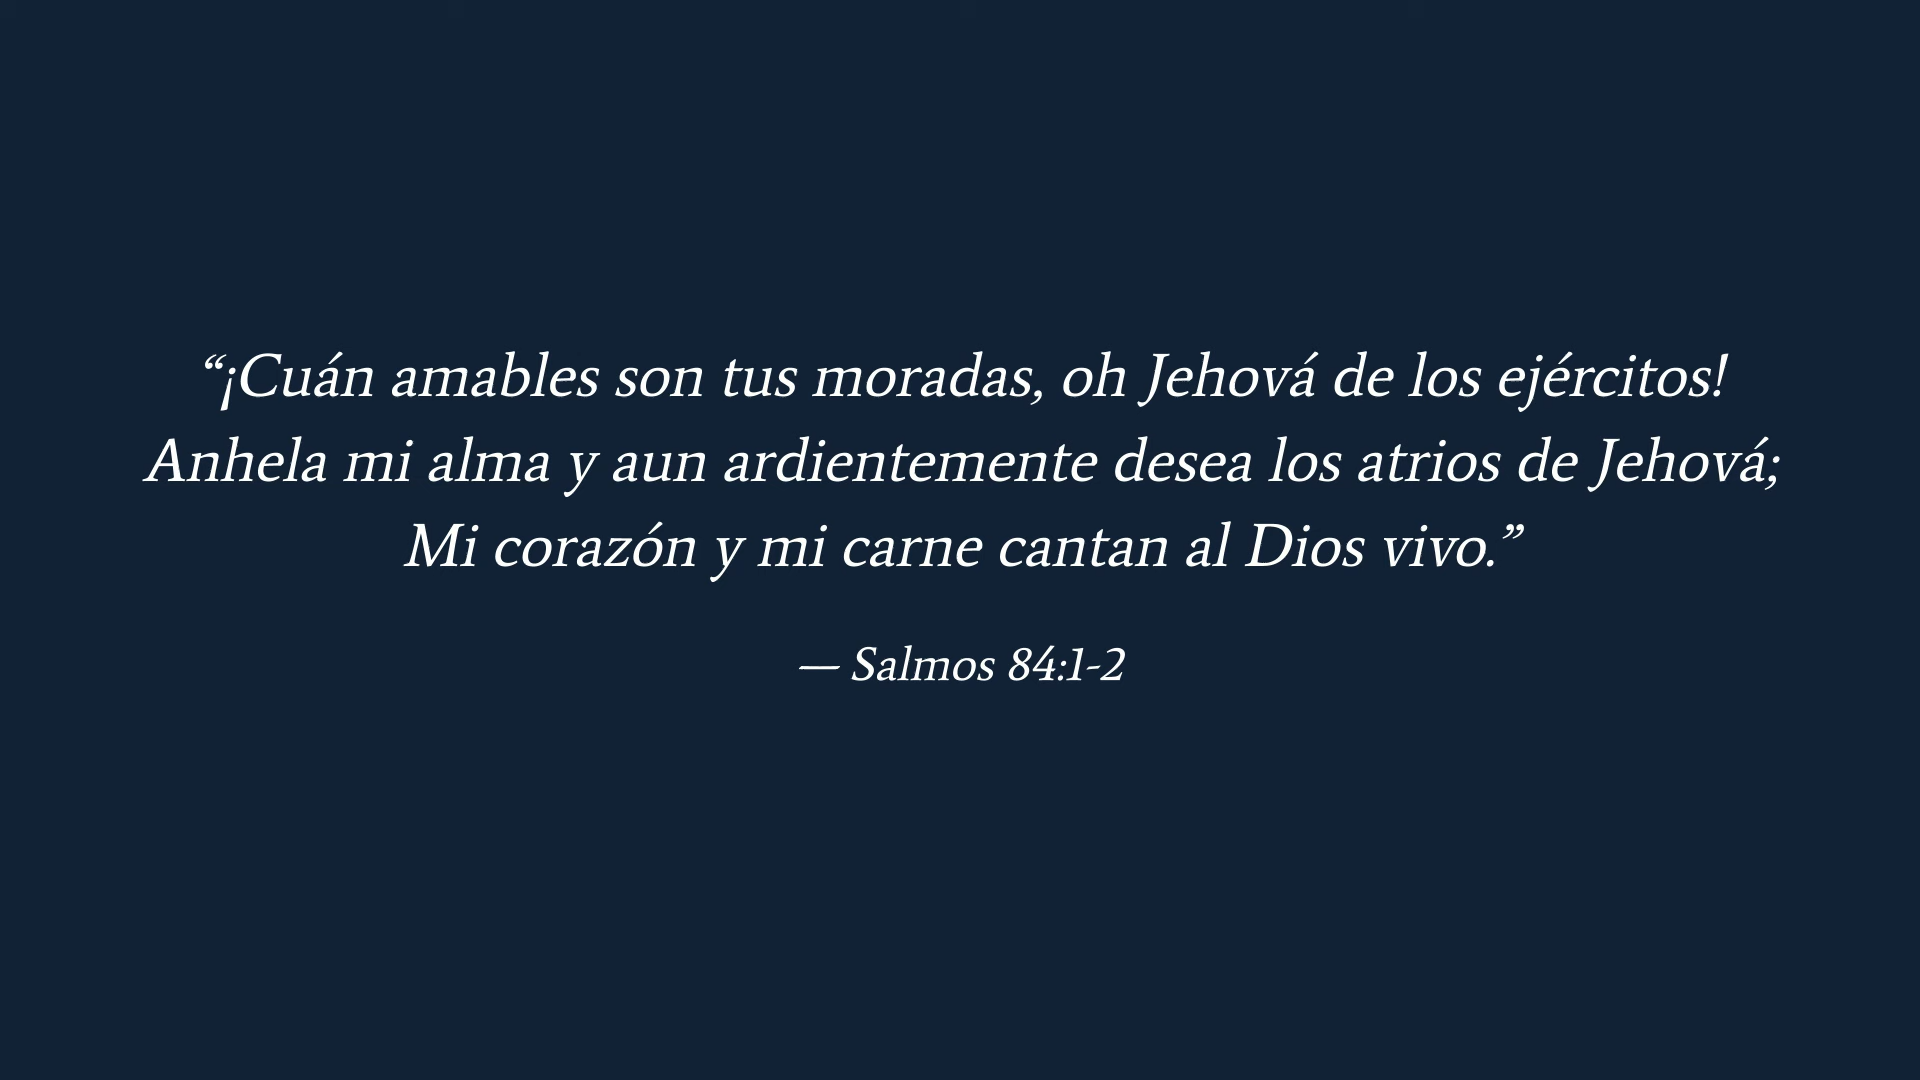 “¡Cuán amables son tus moradas, oh Jehová de los ejércitos!
Anhela mi alma y aun ardientemente desea los atrios de Jehová;
Mi corazón y mi carne cantan al Dios vivo.”
— Salmos 84:1-2